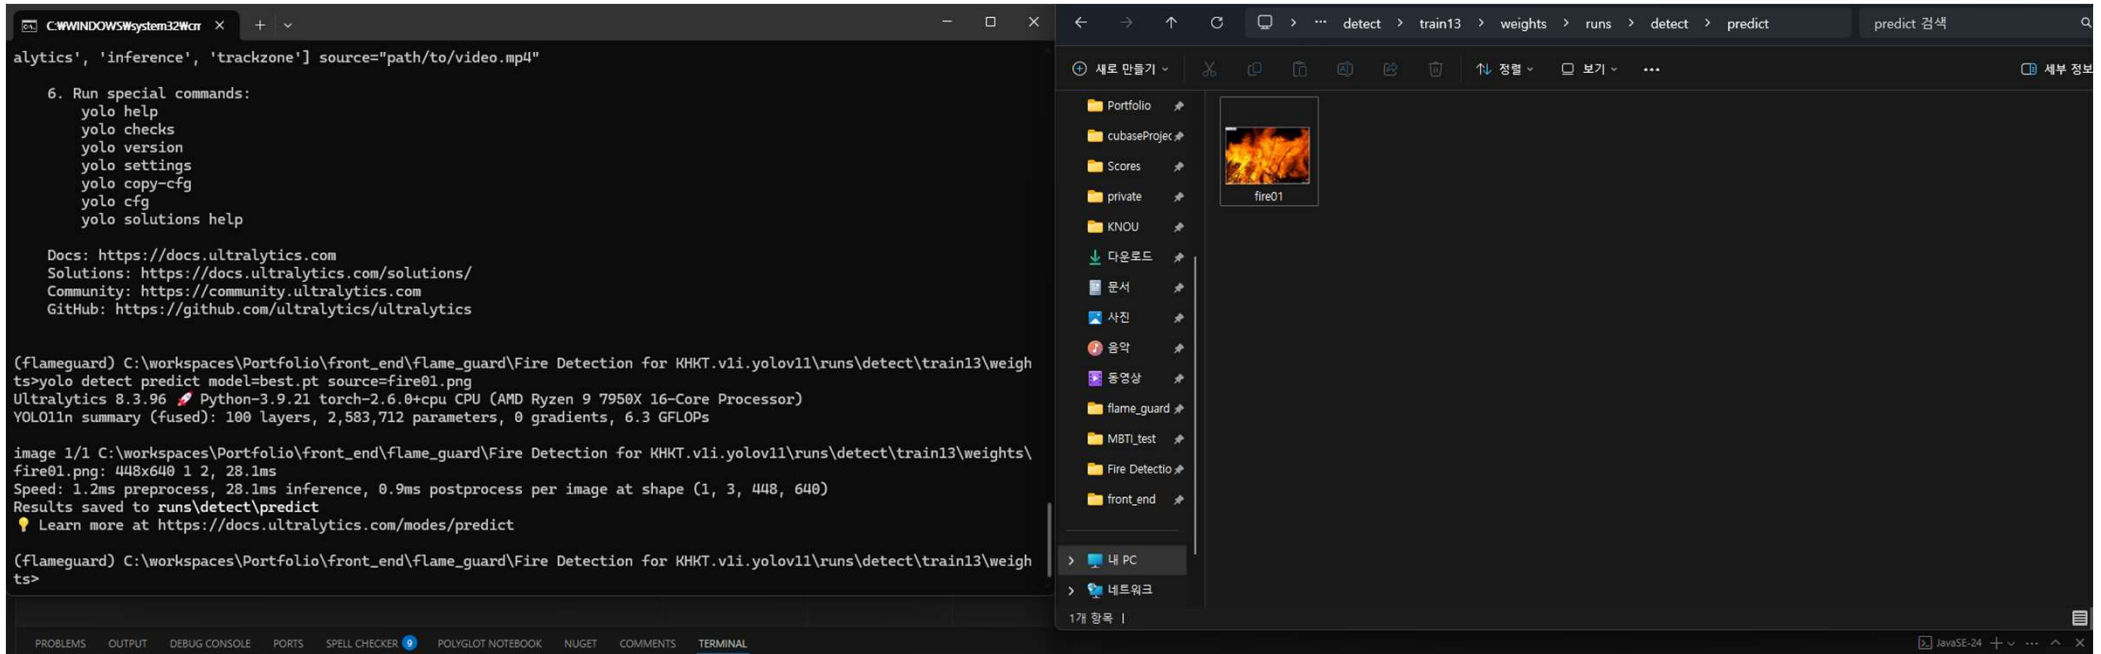 C:₩WINDOWS₩system32₩cm
alytics', 'inference', 'trackzone'] source="path/to/video.mp4"
6. Run special commands:
yolo help
yolo checks
yolo version
yolo settings
yolo copy-cfg
yolo cfg
yolo solutions help
Docs: https://docs.ultralytics.com
Solutions: https://docs.ultralytics.com/solutions/
Community: https://community.ultralytics.com
GitHub: https://github.com/ultralytics/ultralytics
(flameguard) C:\workspaces\Portfolio\front_end\flame_guard\Fire Detection for KHKT.v1i.yolov11\runs\detect\train13\weigh
ts>yolo detect predict model=best.pt source=fire01.png
Ultralytics 8.3.96 🚀 Python-3.9.21 torch-2.6.0+cpu CPU (AMD Ryzen 9 7950X 16-Core Processor)
YOLO11n summary (fused): 100 layers, 2,583,712 parameters, 0 gradients, 6.3 GFLOPs
image 1/1 C:\workspaces\Portfolio\front_end\flame_guard\Fire Detection for KHKT.v1i.yolov11\runs\detect\train13\weights\
fire01.png: 448x640 1 2, 28.1ms
Speed: 1.2ms preprocess, 28.1ms inference, 0.9ms postprocess per image at shape (1, 3, 448, 640)
Results saved to runs\detect\predict
💡 Learn more at https://docs.ultralytics.com/modes/predict
(flameguard) C:\workspaces\Portfolio\front_end\flame_guard\Fire Detection for KHKT.v1i.yolov11\runs\detect\train13\weigh
ts>
PROBLEMS OUTPUT DEBUG CONSOLE PORTS SPELL CHECKER 9 POLYGLOT NOTEBOOK NUGET COMMENTS TERMINAL
detect > train13 > weights > runs > detect > predict
predict 검색
새로 만들기 정렬 보기 ··· 세부 정보
Portfolio
cubaseProjec
Scores
private
KNOU
다운로드
문서
사진
음악
동영상
flame_guard
MBTI_test
Fire Detectio
front_end
내 PC
네트워크
fire01
1개 항목
JavaSE-24